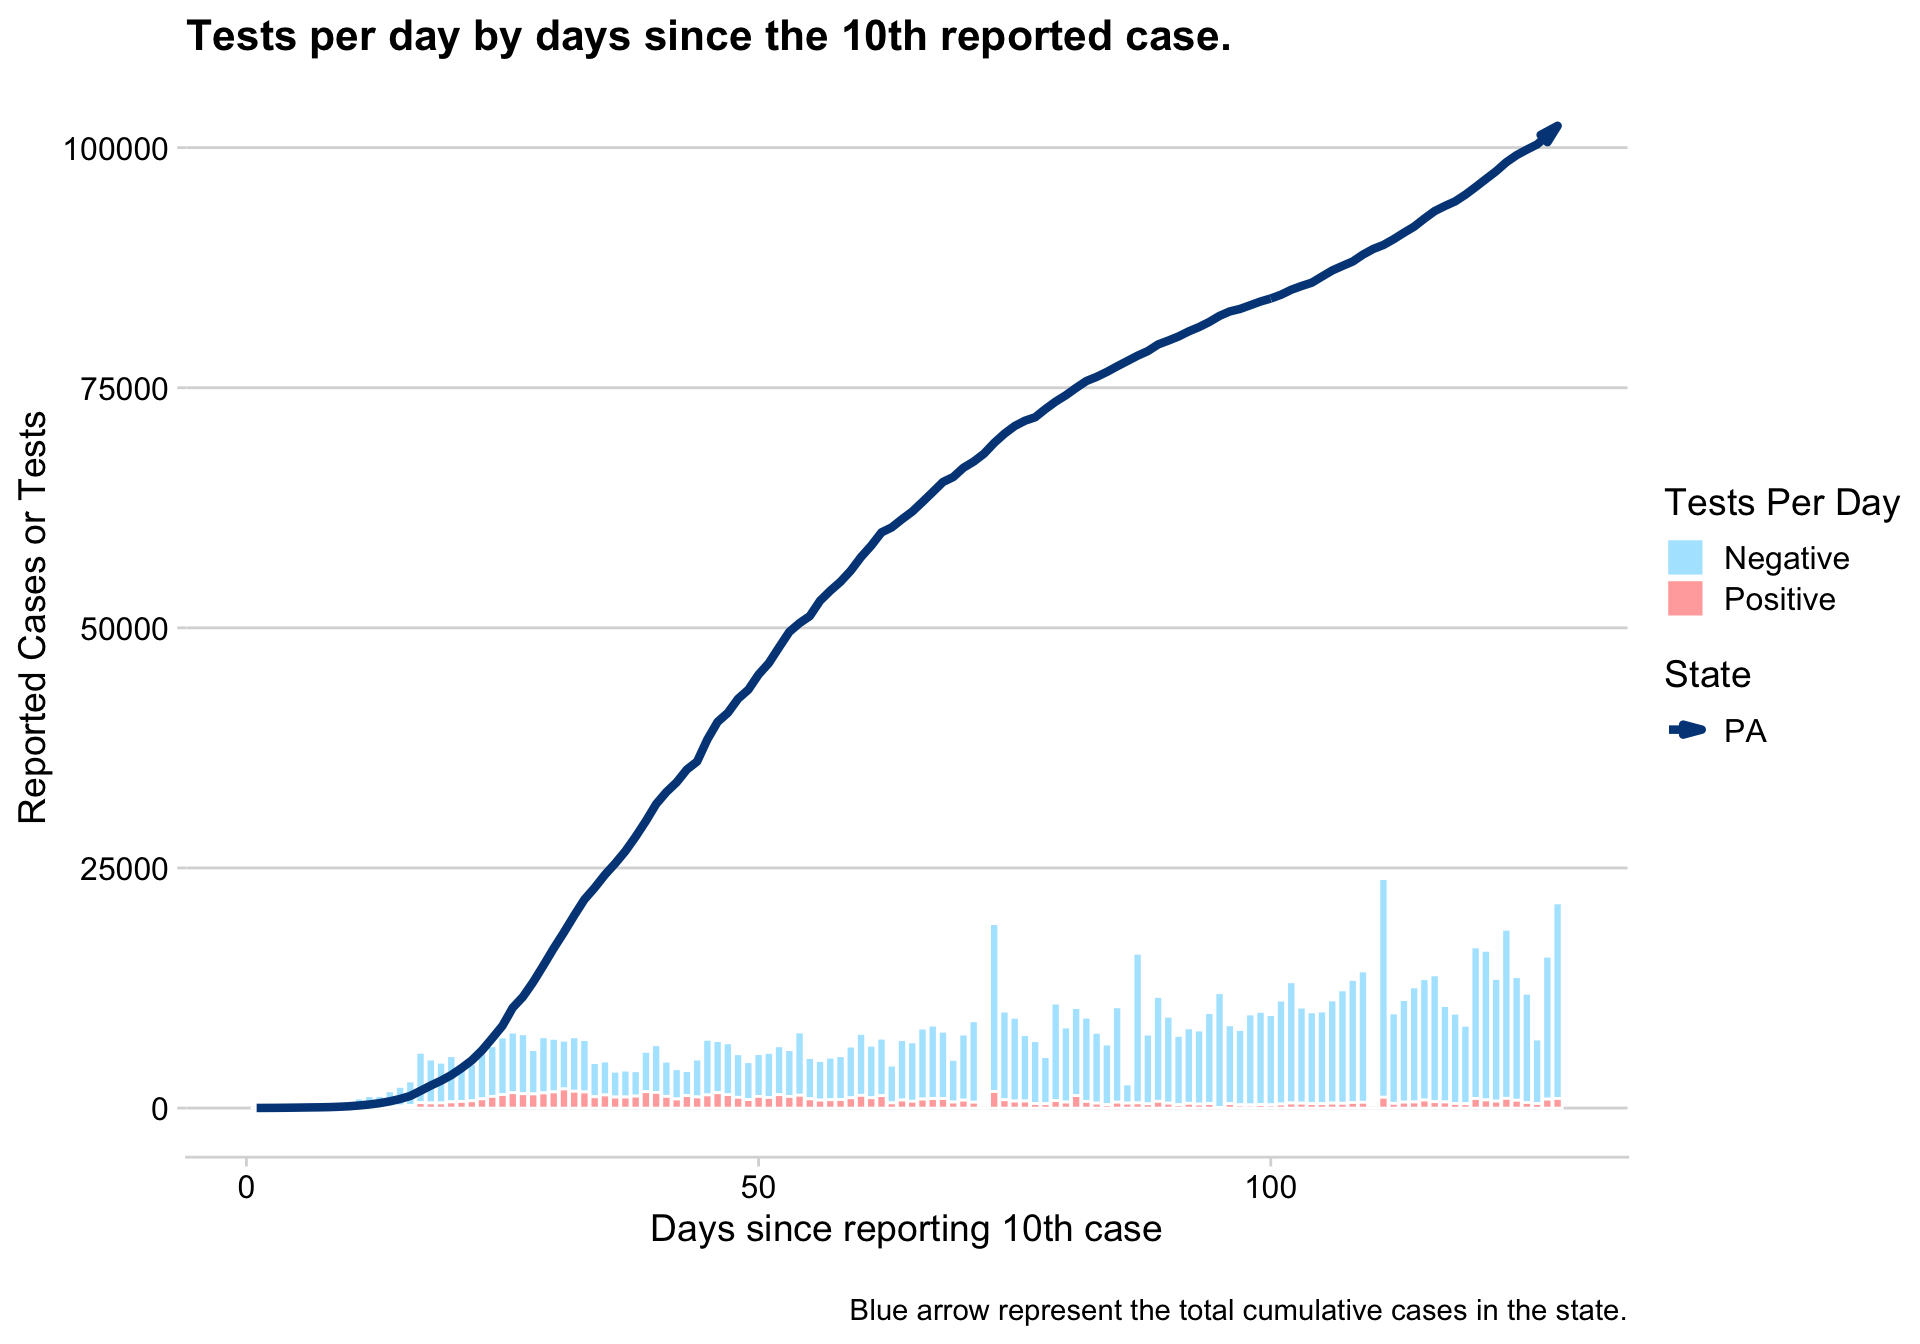 Tests per day by days since the 10th reported case.
Reported Cases or Tests
100000
75000
50000
25000
0
0
50
100
Days since reporting 10th case
Tests Per Day
Negative
Positive
State
PA
Blue arrow represent the total cumulative cases in the state.